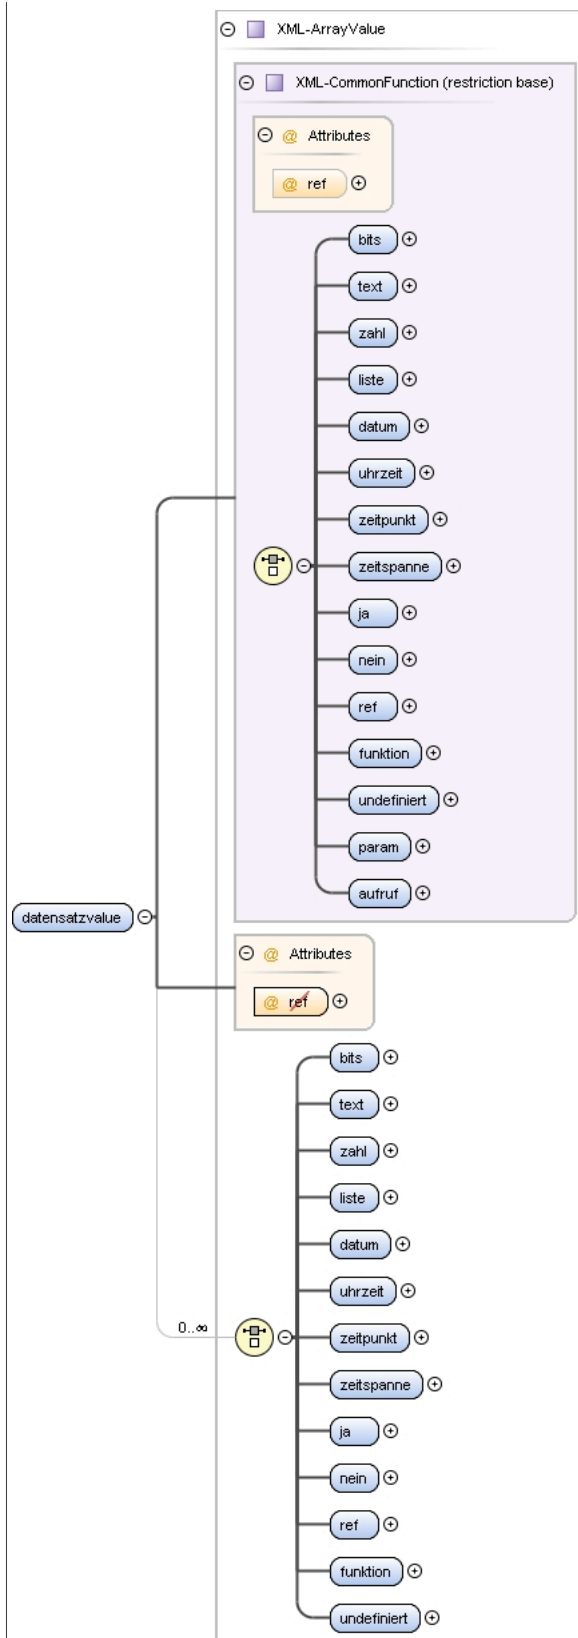 XML-ArrayValue
XML-CommonFunction (restriction base)
@ Attributes
@ ref
bits
text
zahl
liste
datum
uhrzeit
zeitpunkt
zeitspanne
ja
nein
ref
funktion
undefiniert
param
aufruf
datensatzvalue
@ Attributes
@ ref
bits
text
zahl
liste
datum
uhrzeit
0..∞
zeitpunkt
zeitspanne
ja
nein
ref
funktion
undefiniert